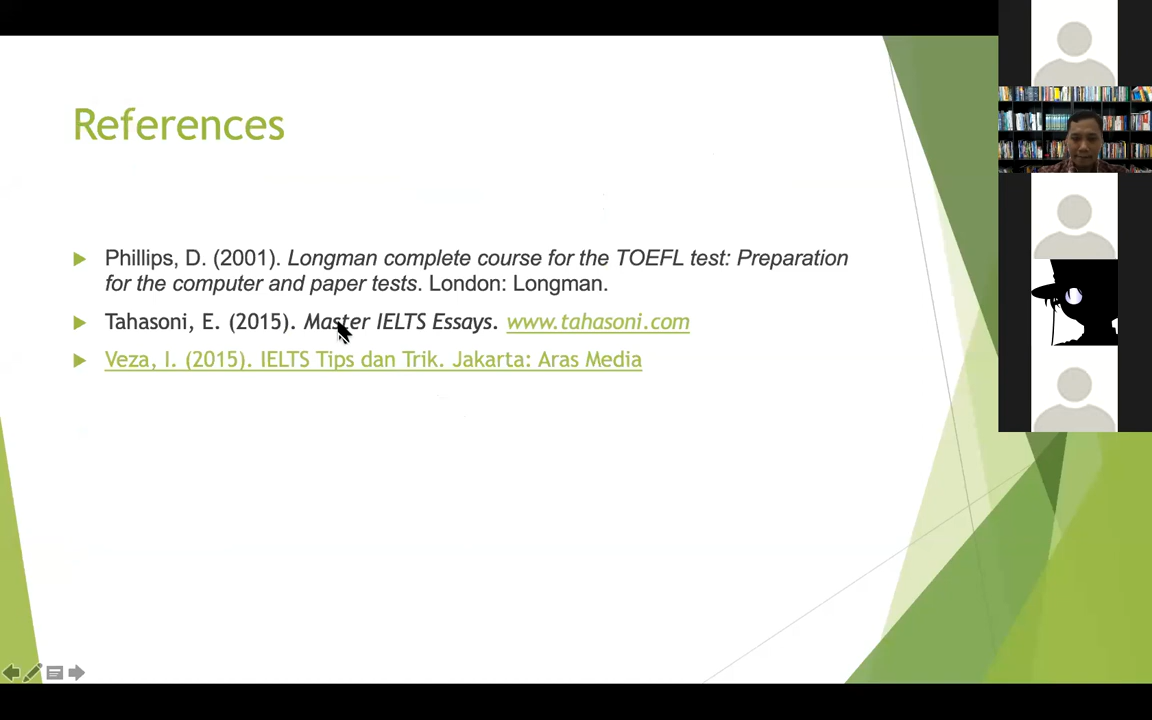 References
Phillips, D. (2001). Longman complete course for the TOEFL test: Preparation
for the computer and paper tests. London: Longman.
Tahasoni, E. (2015). Master IELTS Essays. www.tahasoni.com
Veza, I. (2015). IELTS Tips dan Trik. Jakarta: Aras Media